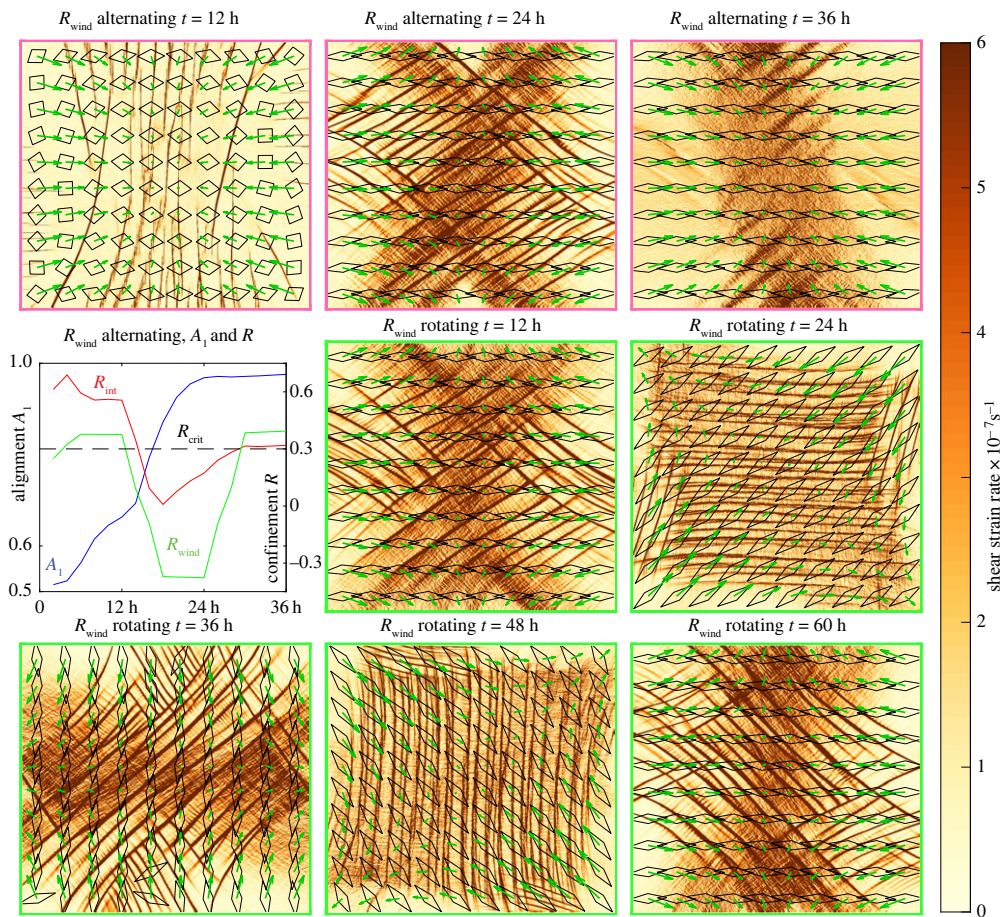 R_wind alternating t = 12 h
R_wind alternating t = 24 h
R_wind alternating t = 36 h
R_wind alternating, A_1 and R
R_wind rotating t = 12 h
R_wind rotating t = 24 h
alignment A_1
1.0
0.6
0.5
R_int
R_crit
R_wind
A_1
0.6
0.3
0
−0.3
confinement R
0
12 h
24 h
36 h
R_wind rotating t = 36 h
R_wind rotating t = 48 h
R_wind rotating t = 60 h
6
5
4
3
2
1
0
shear strain rate × 10⁻⁷ s⁻¹